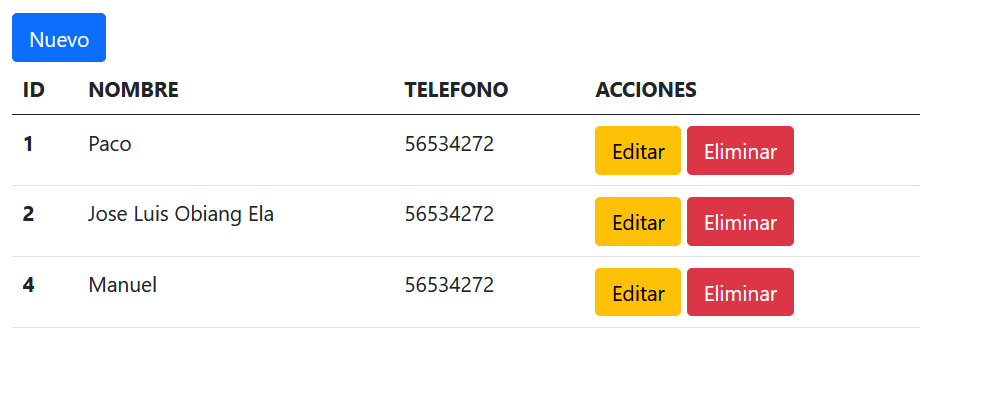 Nuevo
ID NOMBRE TELEFONO ACCIONES
1 Paco 56534272 Editar Eliminar
2 Jose Luis Obiang Ela 56534272 Editar Eliminar
4 Manuel 56534272 Editar Eliminar